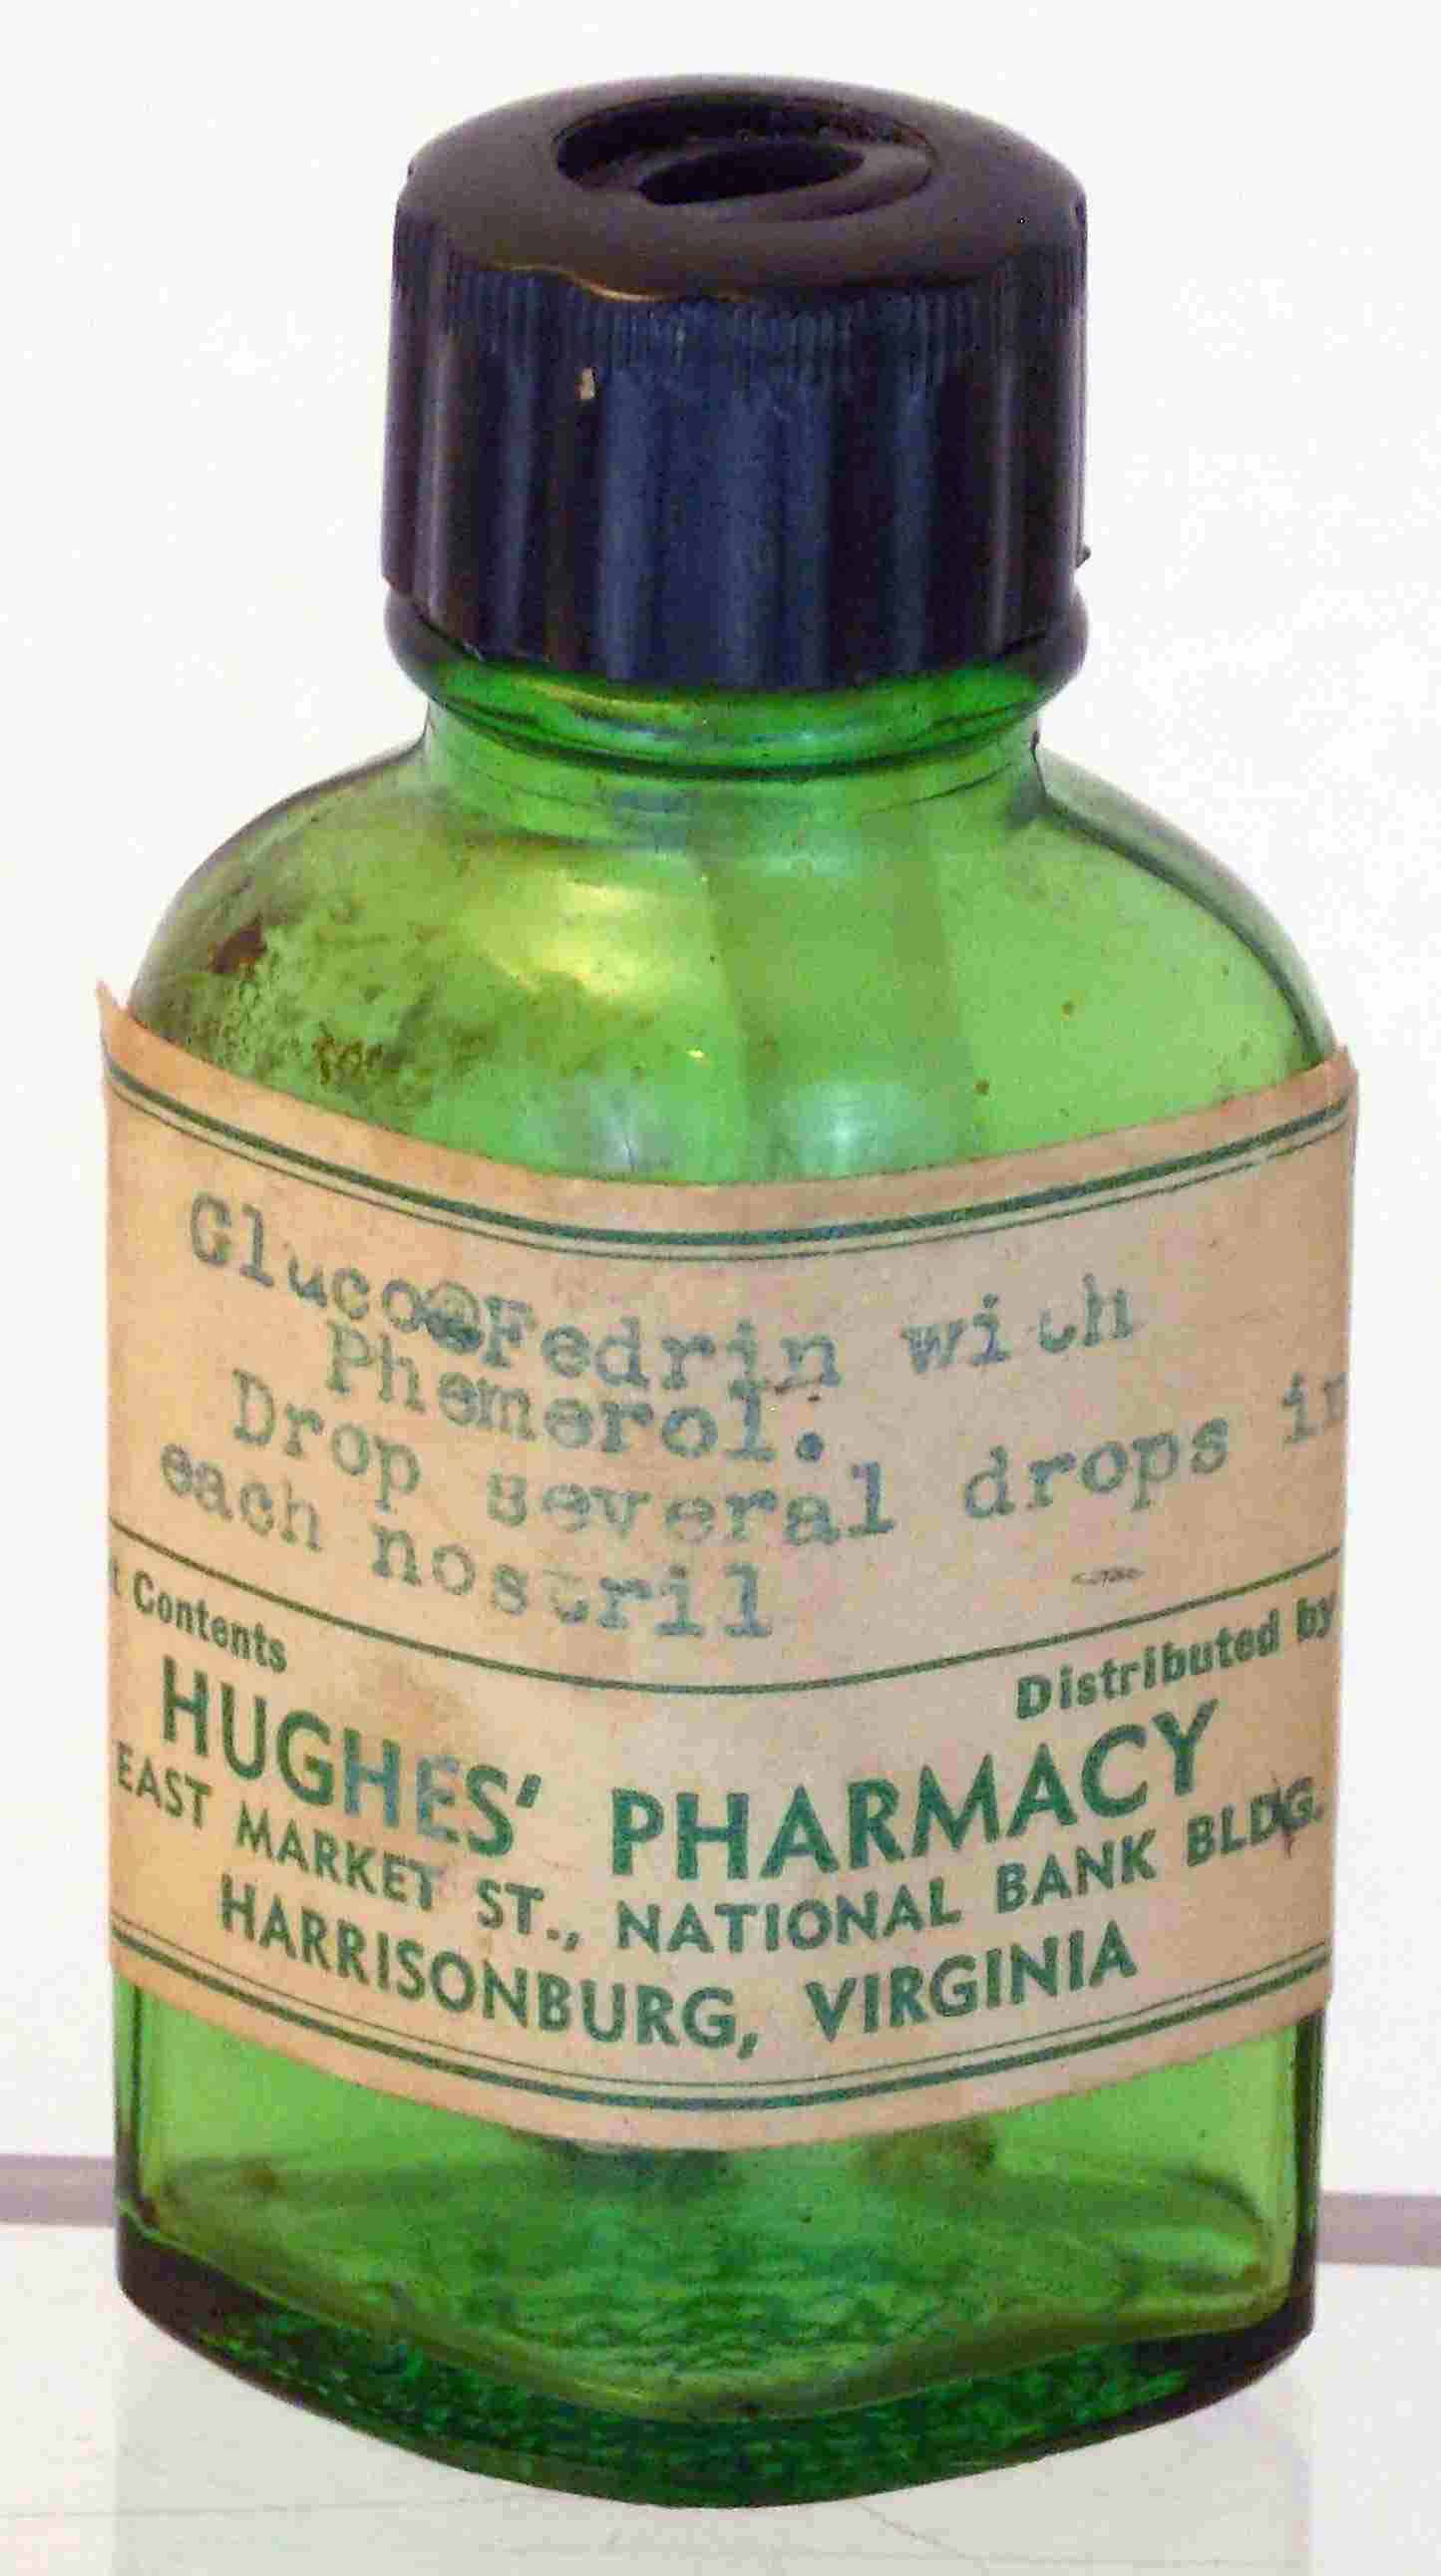 Gluco@Fedrin with
Phemerol.
Drop several drops in
each nostril
Contents
Distributed by
HUGHES' PHARMACY
EAST MARKET ST., NATIONAL BANK BLDG.
HARRISONBURG, VIRGINIA